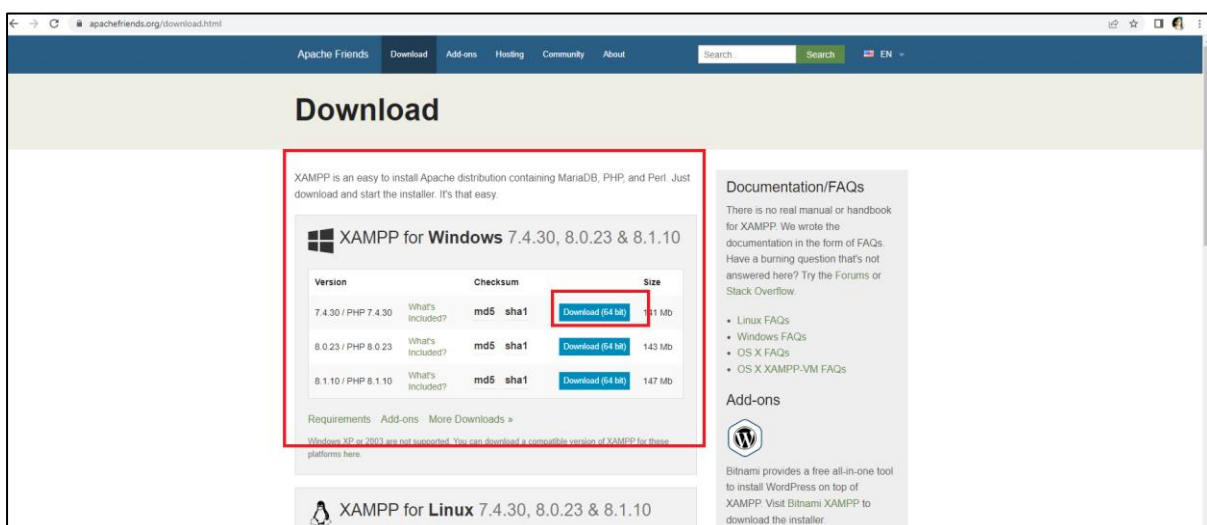 apachefriends.org/download.html
Apache Friends Download Add-ons Hosting Community About Search... Search EN
Download
XAMPP is an easy to install Apache distribution containing MariaDB, PHP, and Perl. Just
download and start the installer. It's that easy.
XAMPP for Windows 7.4.30, 8.0.23 & 8.1.10
Version Checksum Size
7.4.30 / PHP 7.4.30 What's Included? md5 sha1 Download (64 bit) 141 Mb
8.0.23 / PHP 8.0.23 What's Included? md5 sha1 Download (64 bit) 143 Mb
8.1.10 / PHP 8.1.10 What's Included? md5 sha1 Download (64 bit) 147 Mb
Requirements Add-ons More Downloads »
Windows XP or 2003 are not supported. You can download a compatible version of XAMPP for these
platforms here.
XAMPP for Linux 7.4.30, 8.0.23 & 8.1.10
Documentation/FAQs
There is no real manual or handbook
for XAMPP. We wrote the
documentation in the form of FAQs.
Have a burning question that's not
answered here? Try the Forums or
Stack Overflow.
• Linux FAQs
• Windows FAQs
• OS X FAQs
• OS X XAMPP-VM FAQs
Add-ons
Bitnami provides a free all-in-one tool
to install WordPress on top of
XAMPP. Visit Bitnami XAMPP to
download the installer.